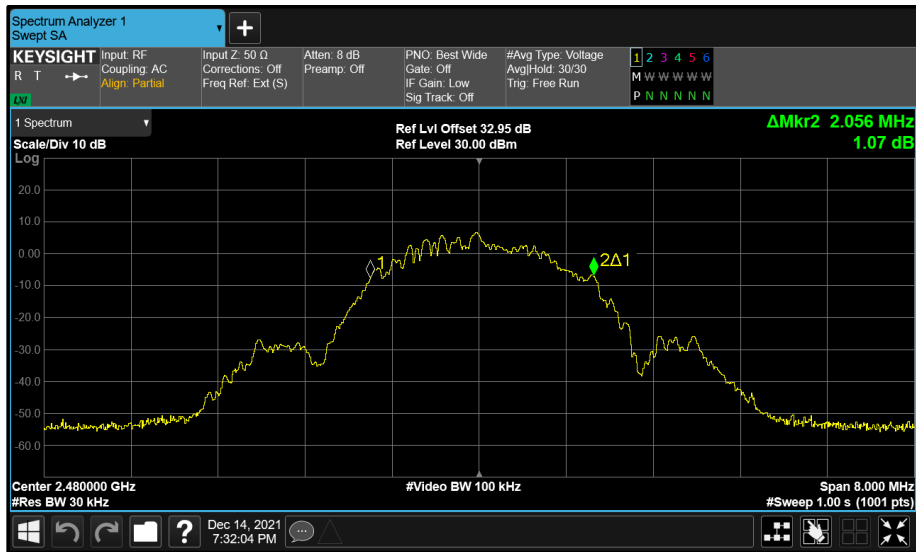 Spectrum Analyzer 1
Swept SA
+
KEYSIGHT
R T
LXI
Input: RF
Coupling: AC
Align: Partial
Input Z: 50 Ω
Corrections: Off
Freq Ref: Ext (S)
Atten: 8 dB
Preamp: Off
PNO: Best Wide
Gate: Off
IF Gain: Low
Sig Track: Off
#Avg Type: Voltage
Avg|Hold: 30/30
Trig: Free Run
1 2 3 4 5 6
M W W W W W
P N N N N N
1 Spectrum
Scale/Div 10 dB
Ref Lvl Offset 32.95 dB
Ref Level 30.00 dBm
ΔMkr2 2.056 MHz
1.07 dB
Log
20.0
10.0
0.00
-10.0
-20.0
-30.0
-40.0
-50.0
-60.0
1
2Δ1
Center 2.480000 GHz
#Video BW 100 kHz
Span 8.000 MHz
#Res BW 30 kHz
#Sweep 1.00 s (1001 pts)
?
Dec 14, 2021
7:32:04 PM